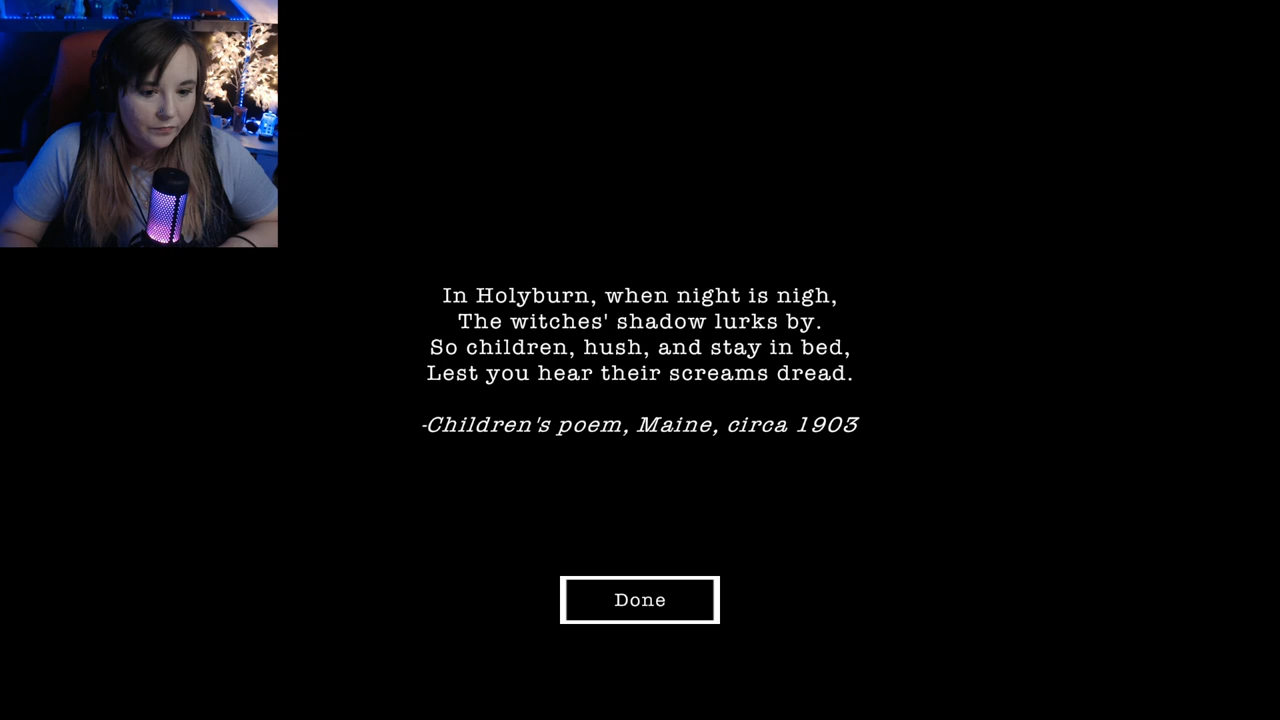 In Holyburn, when night is nigh,
The witches' shadow lurks by.
So children, hush, and stay in bed,
Lest you hear their screams dread.
-Children's poem, Maine, circa 1903
Done